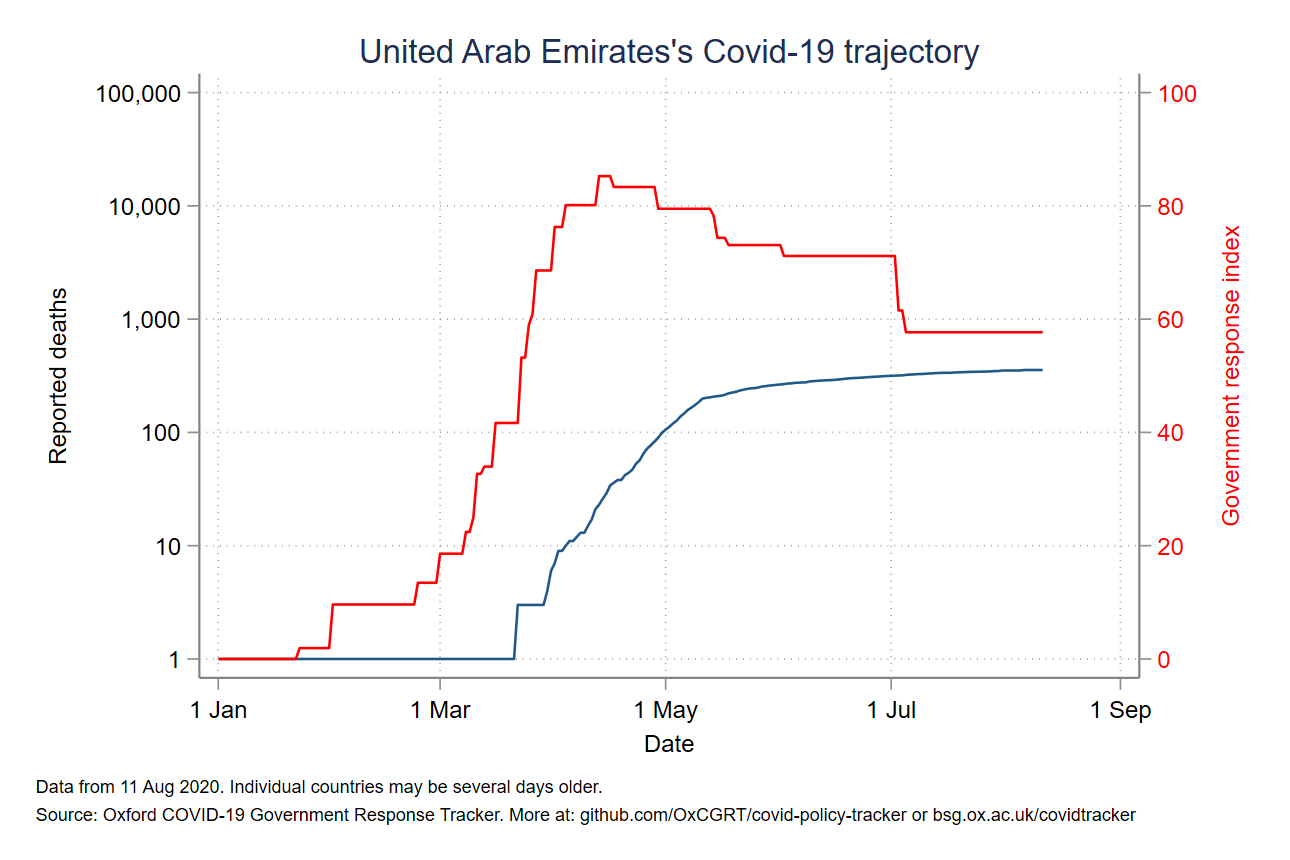 United Arab Emirates's Covid-19 trajectory
100,000
10,000
1,000
100
10
1
Reported deaths
100
80
60
40
20
0
Government response index
1 Jan
1 Mar
1 May
1 Jul
1 Sep
Date
Data from 11 Aug 2020. Individual countries may be several days older.
Source: Oxford COVID-19 Government Response Tracker. More at: github.com/OxCGRT/covid-policy-tracker or bsg.ox.ac.uk/covidtracker